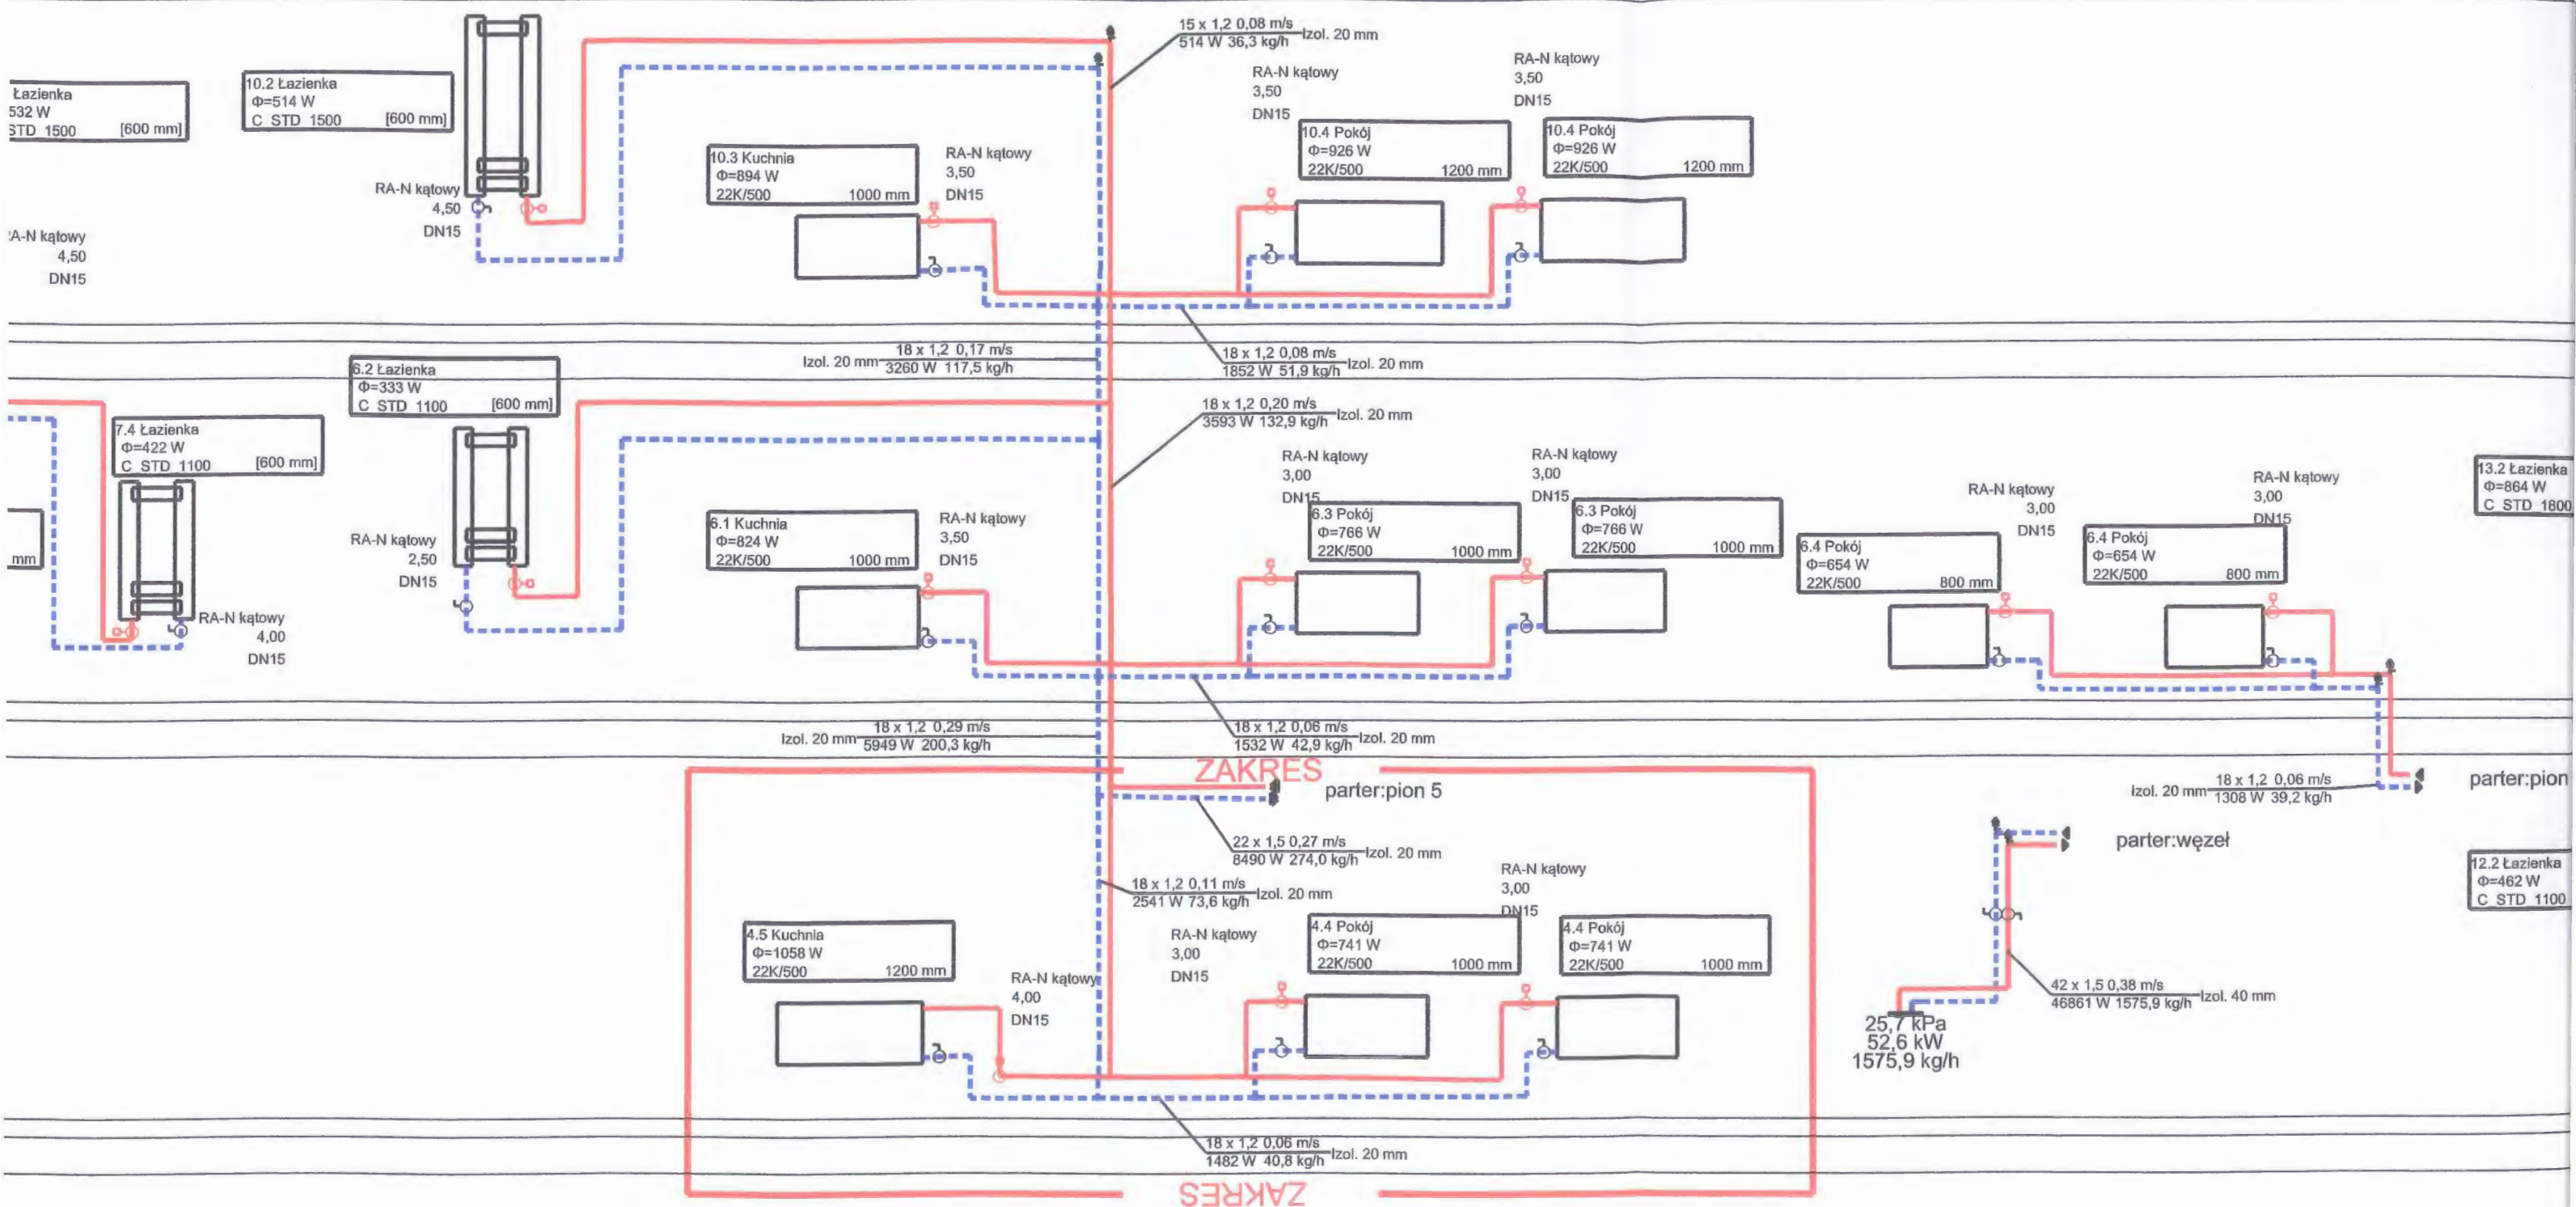 Łazienka
532 W
STD 1500 [600 mm]
10.2 Łazienka
Φ=514 W
C STD 1500 [600 mm]
RA-N kątowy
4,50
DN15
A-N kątowy
4,50
DN15
15 x 1,2 0,08 m/s
514 W 36,3 kg/h
Izol. 20 mm
10.3 Kuchnia
Φ=894 W
22K/500 1000 mm
RA-N kątowy
3,50
DN15
RA-N kątowy
3,50
DN15
10.4 Pokój
Φ=926 W
22K/500 1200 mm
RA-N kątowy
3,50
DN15
10.4 Pokój
Φ=926 W
22K/500 1200 mm
Izol. 20 mm
18 x 1,2 0,17 m/s
3260 W 117,5 kg/h
18 x 1,2 0,08 m/s
1852 W 51,9 kg/h
Izol. 20 mm
6.2 Łazienka
Φ=333 W
C STD 1100 [600 mm]
7.4 Łazienka
Φ=422 W
C STD 1100 [600 mm]
18 x 1,2 0,20 m/s
3593 W 132,9 kg/h
Izol. 20 mm
mm
RA-N kątowy
4,00
DN15
RA-N kątowy
2,50
DN15
6.1 Kuchnia
Φ=824 W
22K/500 1000 mm
RA-N kątowy
3,50
DN15
RA-N kątowy
3,00
DN15
6.3 Pokój
Φ=766 W
22K/500 1000 mm
RA-N kątowy
3,00
DN15
6.3 Pokój
Φ=766 W
22K/500 1000 mm
RA-N kątowy
3,00
DN15
6.4 Pokój
Φ=654 W
22K/500 800 mm
RA-N kątowy
3,00
DN15
6.4 Pokój
Φ=654 W
22K/500 800 mm
13.2 Łazienka
Φ=864 W
C STD 1800
Izol. 20 mm
18 x 1,2 0,29 m/s
5949 W 200,3 kg/h
18 x 1,2 0,06 m/s
1532 W 42,9 kg/h
Izol. 20 mm
ZAKRES
parter:pion 5
Izol. 20 mm
18 x 1,2 0,06 m/s
1308 W 39,2 kg/h
parter:pion
22 x 1,5 0,27 m/s
8490 W 274,0 kg/h
Izol. 20 mm
parter:węzeł
18 x 1,2 0,11 m/s
2541 W 73,6 kg/h
Izol. 20 mm
12.2 Łazienka
Φ=462 W
C STD 1100
4.5 Kuchnia
Φ=1058 W
22K/500 1200 mm
RA-N kątowy
4,00
DN15
RA-N kątowy
3,00
DN15
4.4 Pokój
Φ=741 W
22K/500 1000 mm
RA-N kątowy
3,00
DN15
4.4 Pokój
Φ=741 W
22K/500 1000 mm
42 x 1,5 0,38 m/s
46861 W 1575,9 kg/h
Izol. 40 mm
25,7 kPa
52,6 kW
1575,9 kg/h
18 x 1,2 0,06 m/s
1482 W 40,8 kg/h
Izol. 20 mm
ZAKRES